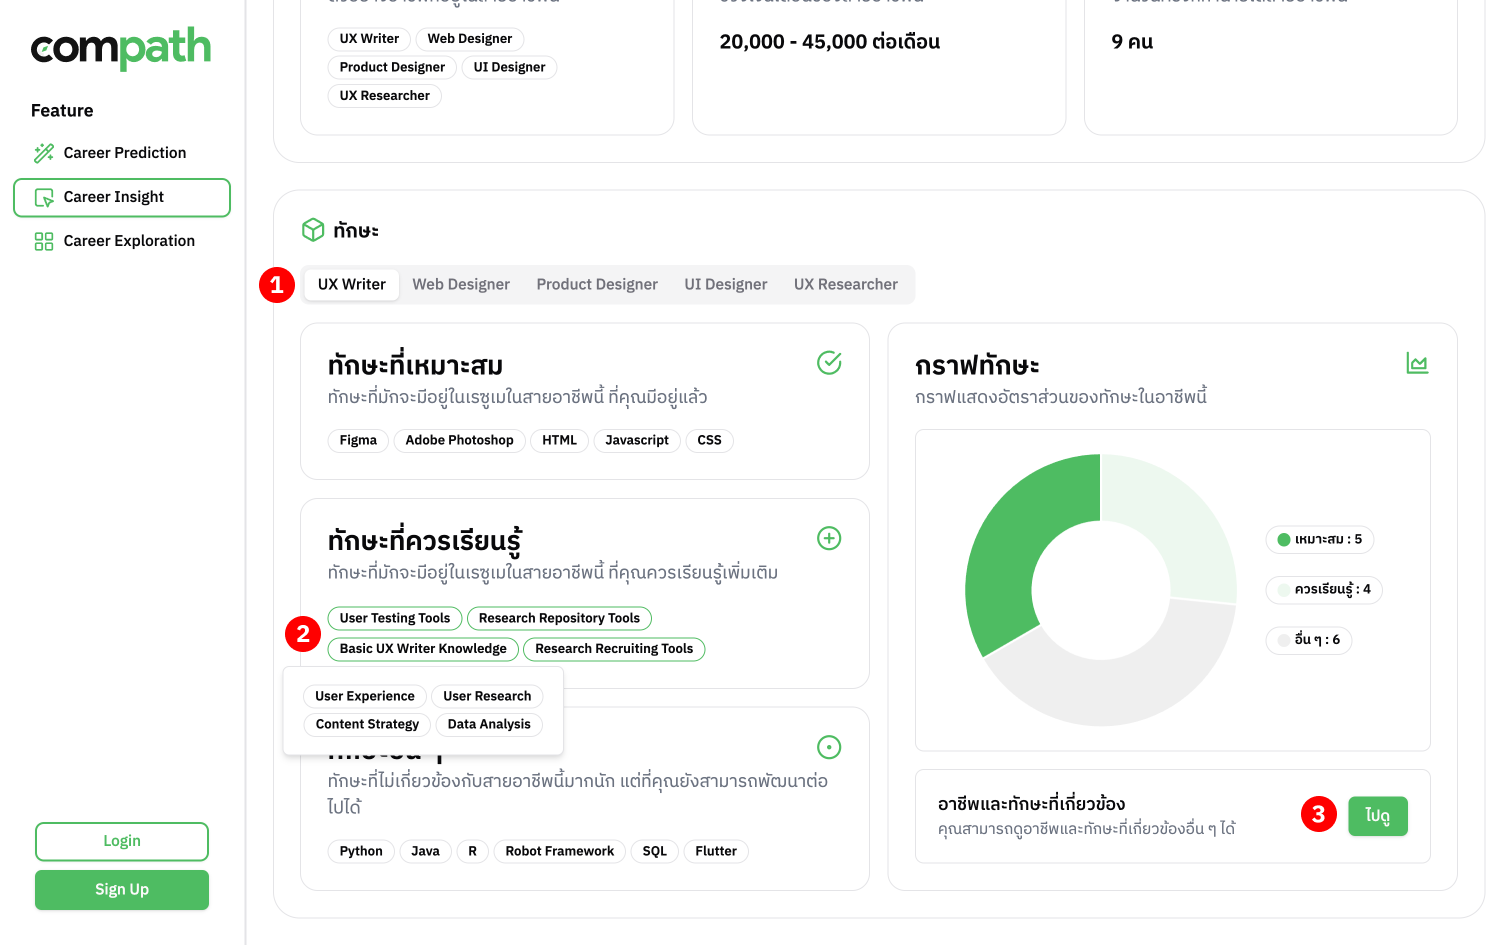 compath
Feature
Career Prediction
Career Insight
Career Exploration
Login
Sign Up
UX Writer
Web Designer
Product Designer
UI Designer
UX Researcher
20,000 - 45,000 ต่อเดือน
9 คน
ทักษะ
1
UX Writer
Web Designer
Product Designer
UI Designer
UX Researcher
ทักษะที่เหมาะสม
ทักษะที่มักจะมีอยู่ในเรซูเมในสายอาชีพนี้ ที่คุณมีอยู่แล้ว
Figma
Adobe Photoshop
HTML
Javascript
CSS
ทักษะที่ควรเรียนรู้
ทักษะที่มักจะมีอยู่ในเรซูเมในสายอาชีพนี้ ที่คุณควรเรียนรู้เพิ่มเติม
2
User Testing Tools
Research Repository Tools
Basic UX Writer Knowledge
Research Recruiting Tools
User Experience
User Research
Content Strategy
Data Analysis
ทักษะที่ไม่เกี่ยวข้องกับสายอาชีพนี้มากนัก แต่ที่คุณยังสามารถพัฒนาต่อ
ไปได้
Python
Java
R
Robot Framework
SQL
Flutter
กราฟทักษะ
กราฟแสดงอัตราส่วนของทักษะในอาชีพนี้
เหมาะสม : 5
ควรเรียนรู้ : 4
อื่น ๆ : 6
อาชีพและทักษะที่เกี่ยวข้อง
คุณสามารถดูอาชีพและทักษะที่เกี่ยวข้องอื่น ๆ ได้
3
ไปดู